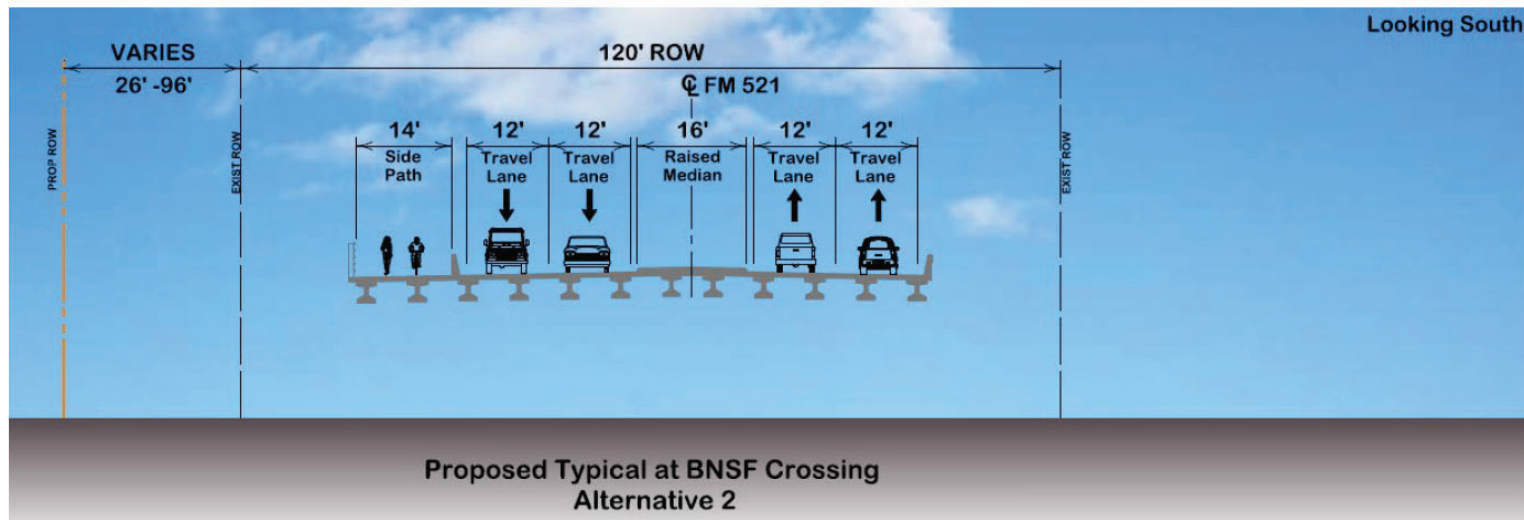 Looking South
VARIES
26' -96'
120' ROW
℄ FM 521
PROP ROW
EXIST ROW
EXIST ROW
14'
Side
Path
12'
Travel
Lane
12'
Travel
Lane
16'
Raised
Median
12'
Travel
Lane
12'
Travel
Lane
Proposed Typical at BNSF Crossing
Alternative 2